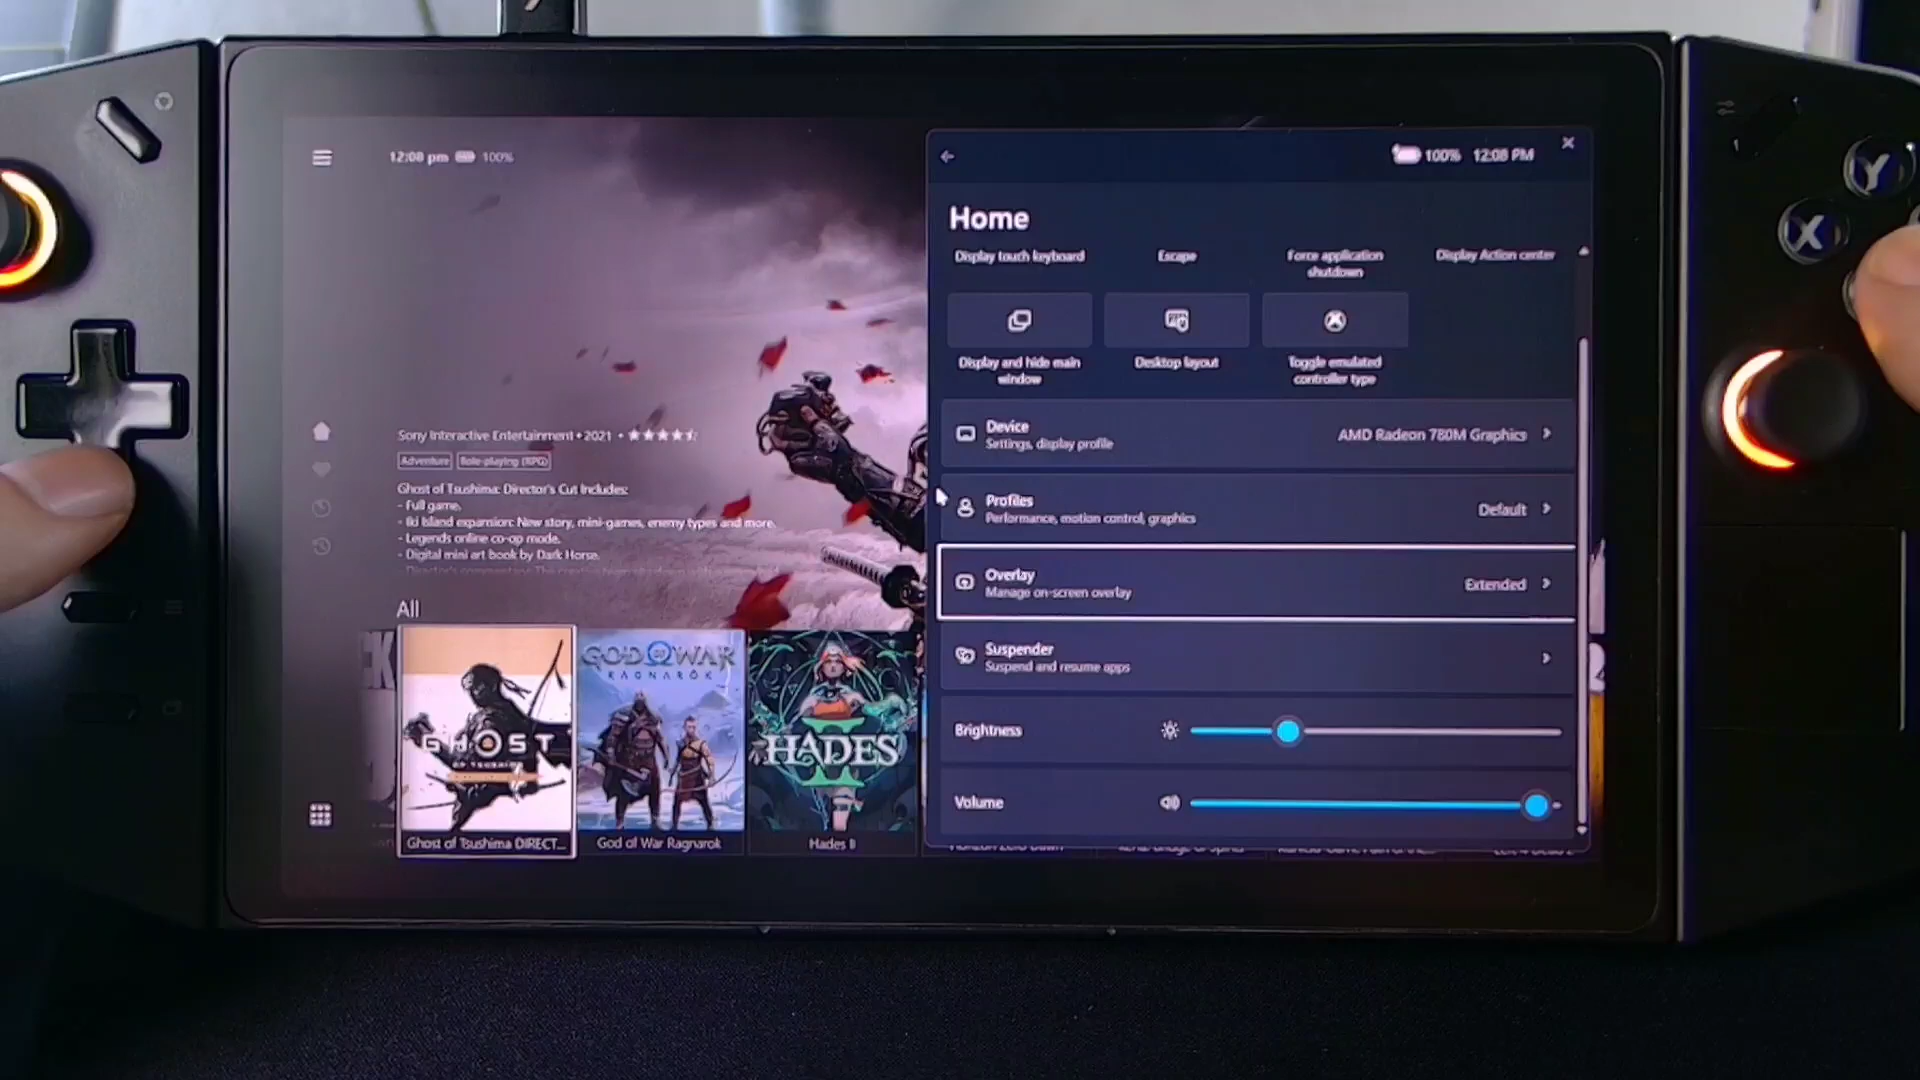 12:08 pm 100%
Sony Interactive Entertainment • 2021 •
Adventure
Role-playing (RPG)
Ghost of Tsushima: Director's Cut Includes:
- Full game.
- Iki Island expansion: New story, mini-games, enemy types and more.
- Legends online co-op mode.
- Digital mini art book by Dark Horse.
All
GHOST
OF TSUSHIMA
GOD OF WAR
RAGNARÖK
HADES
II
Ghost of Tsushima DIRECT...
God of War Ragnarok
Hades II
100% 12:08 PM
Home
Display touch keyboard
Escape
Force application
shutdown
Display Action center
Display and hide main
window
Desktop layout
Toggle emulated
controller type
Device
Settings, display profile
AMD Radeon 780M Graphics
Profiles
Performance, motion control, graphics
Default
Overlay
Manage on-screen overlay
Extended
Suspender
Suspend and resume apps
Brightness
Volume
Y
X